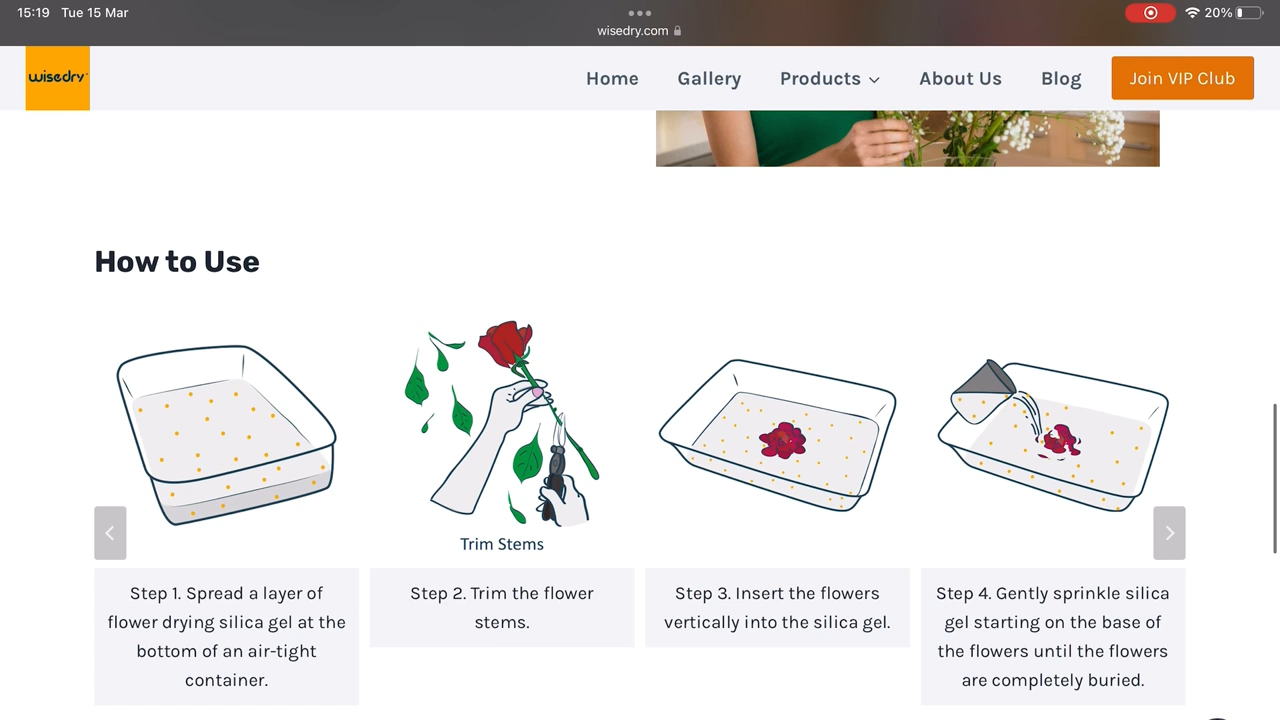 15:19 Tue 15 Mar
20%
wisedry.com
wisedry
Home Gallery Products About Us Blog Join VIP Club
How to Use
Trim Stems
Step 1. Spread a layer of
flower drying silica gel at the
bottom of an air-tight
container.
Step 2. Trim the flower
stems.
Step 3. Insert the flowers
vertically into the silica gel.
Step 4. Gently sprinkle silica
gel starting on the base of
the flowers until the flowers
are completely buried.